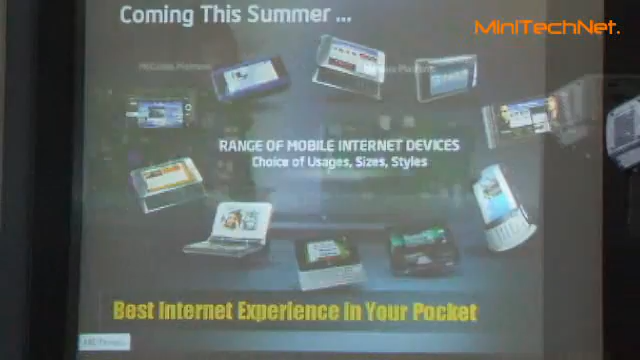 Coming This Summer ...
MiniTechNet.
RANGE OF MOBILE INTERNET DEVICES
Choice of Usages, Sizes, Styles
Best Internet Experience in Your Pocket